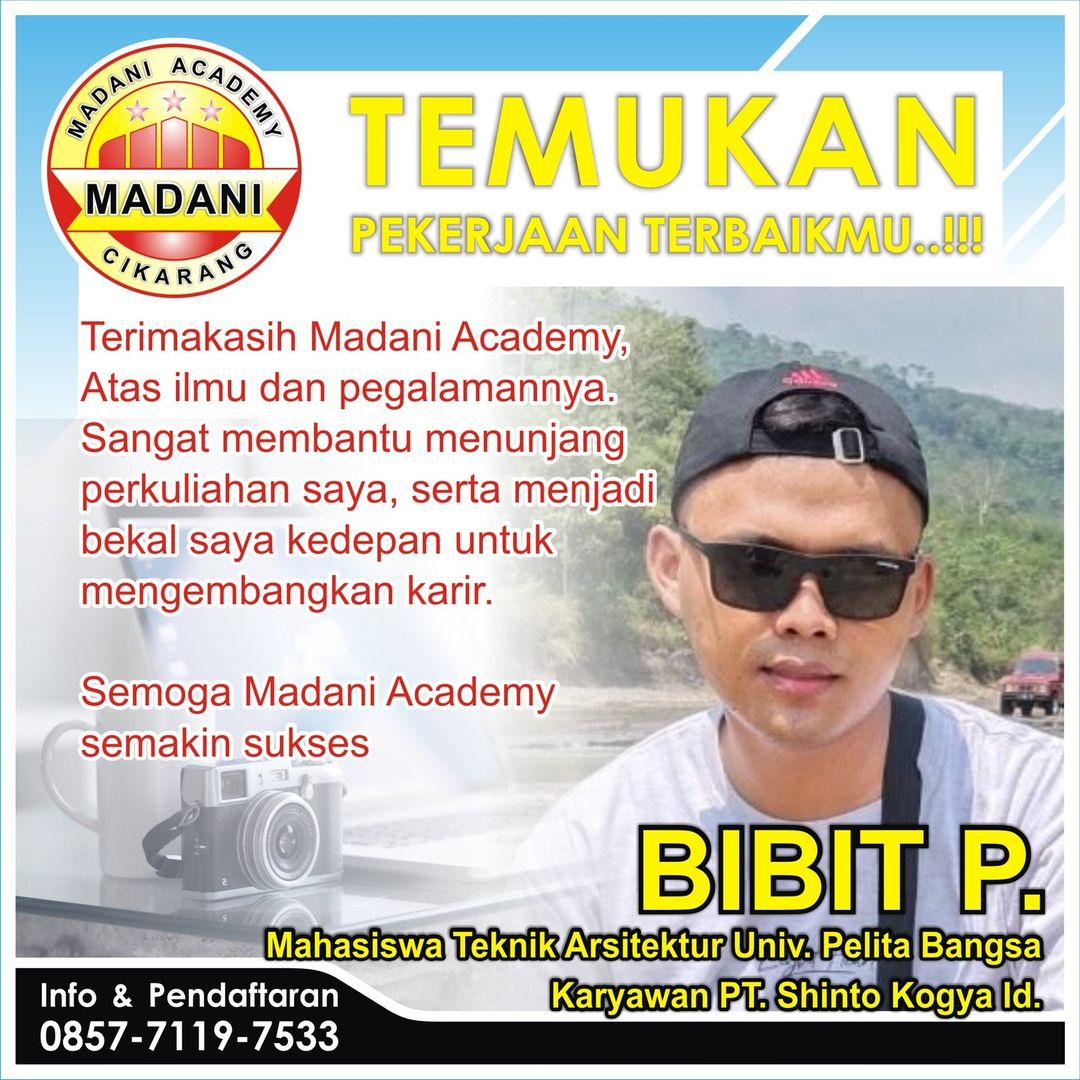 MADANI ACADEMY
MADANI
CIKARANG
TEMUKAN
PEKERJAAN TERBAIKMU..!!!
Terimakasih Madani Academy,
Atas ilmu dan pegalamannya.
Sangat membantu menunjang
perkuliahan saya, serta menjadi
bekal saya kedepan untuk
mengembangkan karir.
Semoga Madani Academy
semakin sukses
BIBIT P.
Mahasiswa Teknik Arsitektur Univ. Pelita Bangsa
Karyawan PT. Shinto Kogya Id.
Info & Pendaftaran
0857-7119-7533